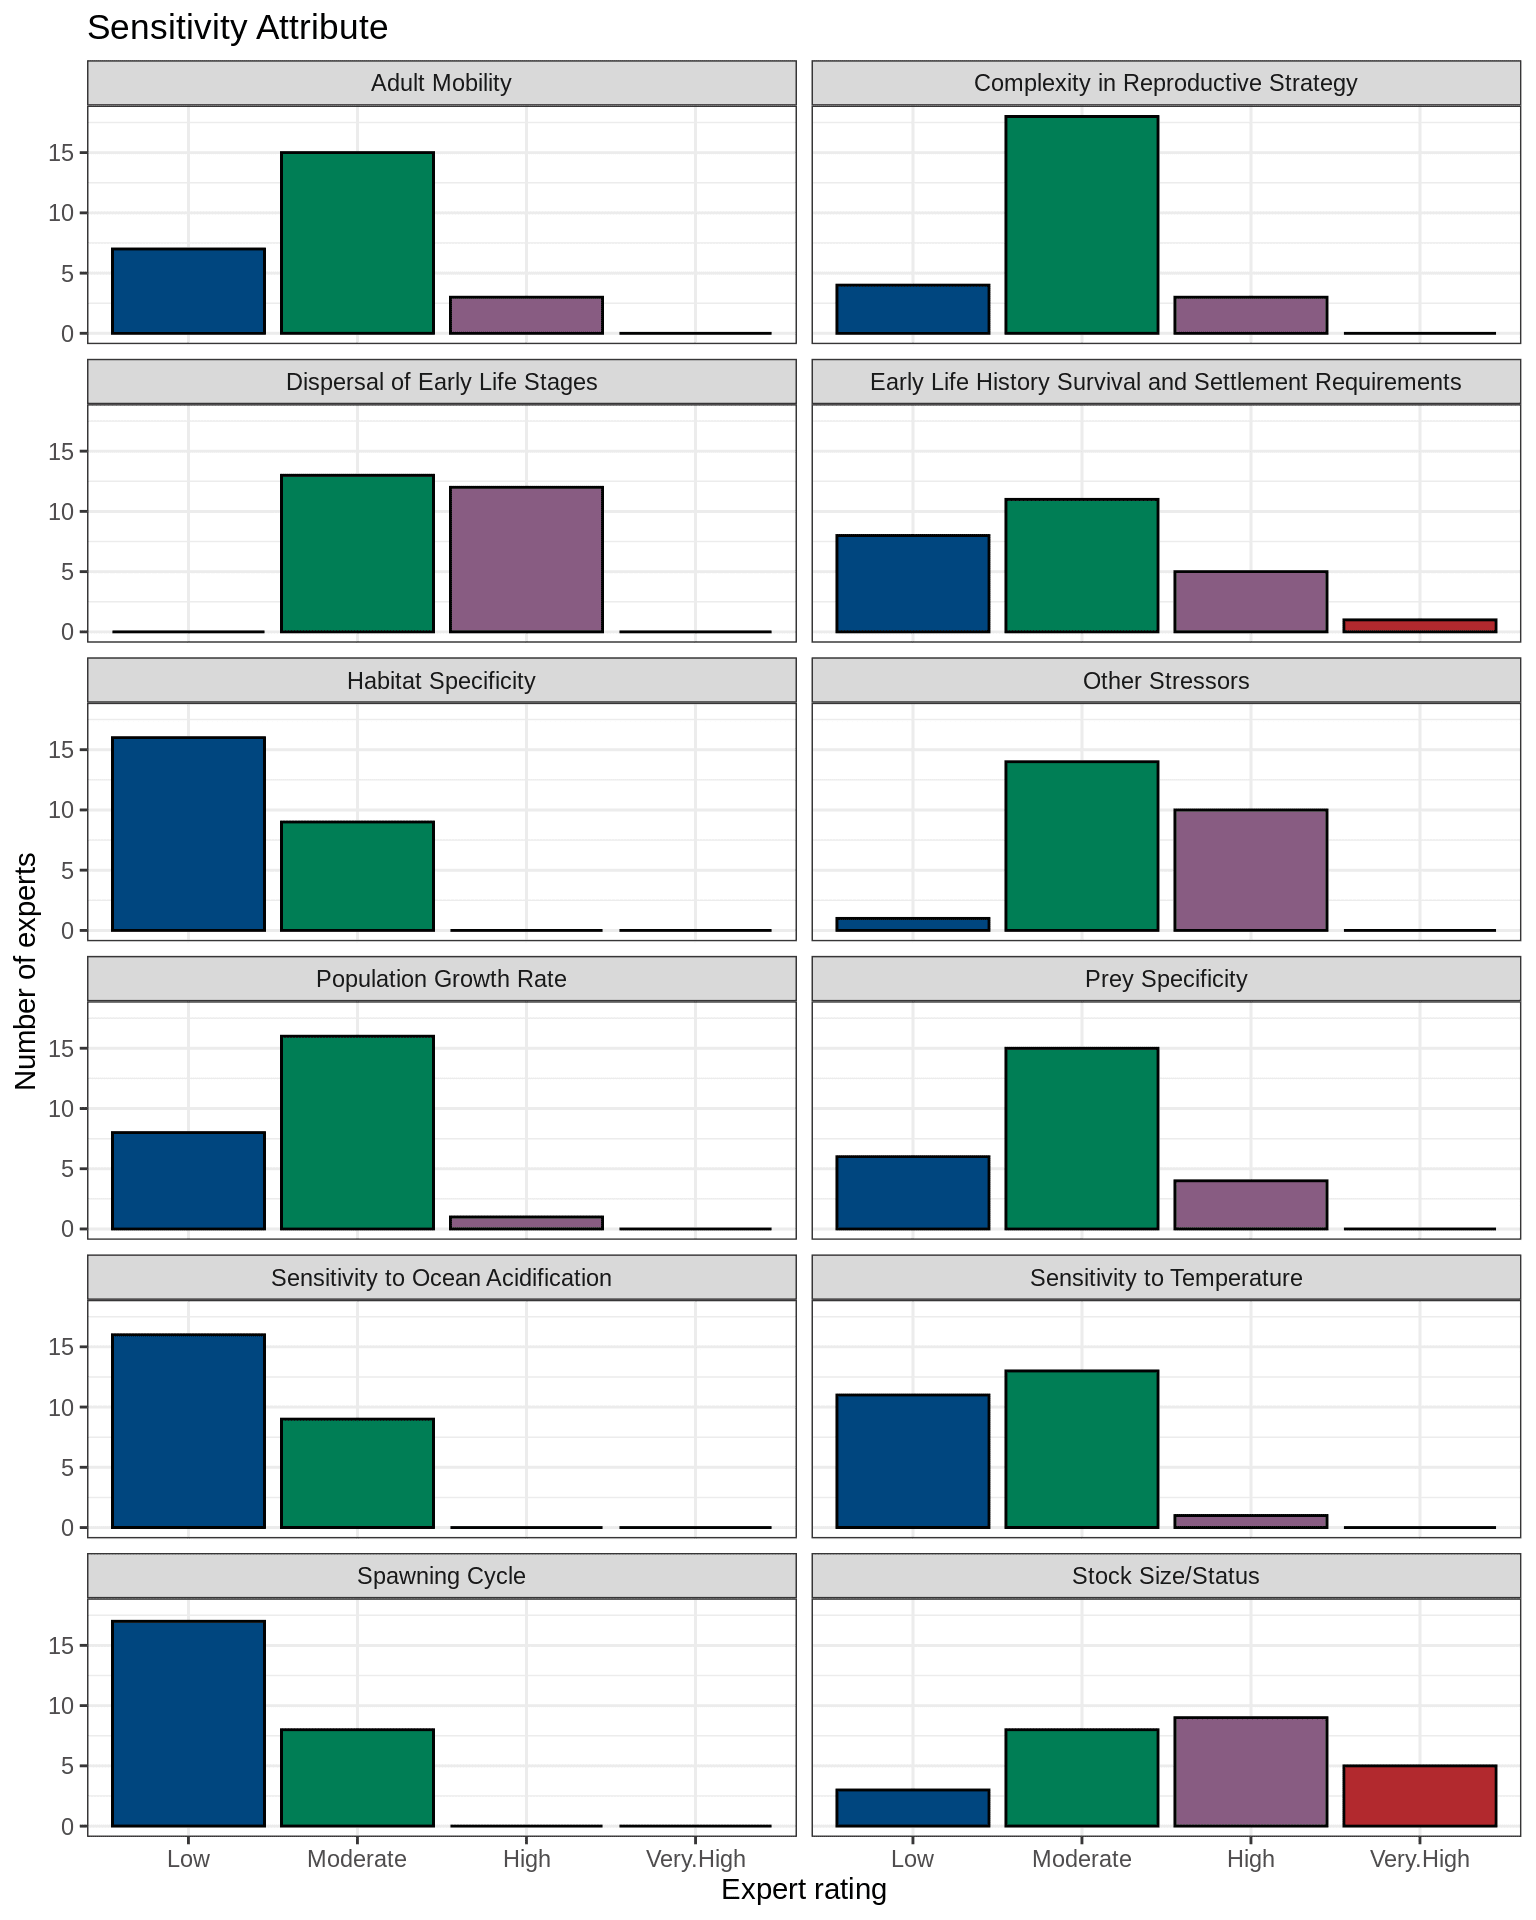 Sensitivity Attribute
Adult Mobility
Complexity in Reproductive Strategy
15
10
5
0
Dispersal of Early Life Stages
Early Life History Survival and Settlement Requirements
15
10
5
0
Habitat Specificity
Other Stressors
15
10
5
0
Number of experts
Population Growth Rate
Prey Specificity
15
10
5
0
Sensitivity to Ocean Acidification
Sensitivity to Temperature
15
10
5
0
Spawning Cycle
Stock Size/Status
15
10
5
0
Low Moderate High Very.High Low Moderate High Very.High
Expert rating